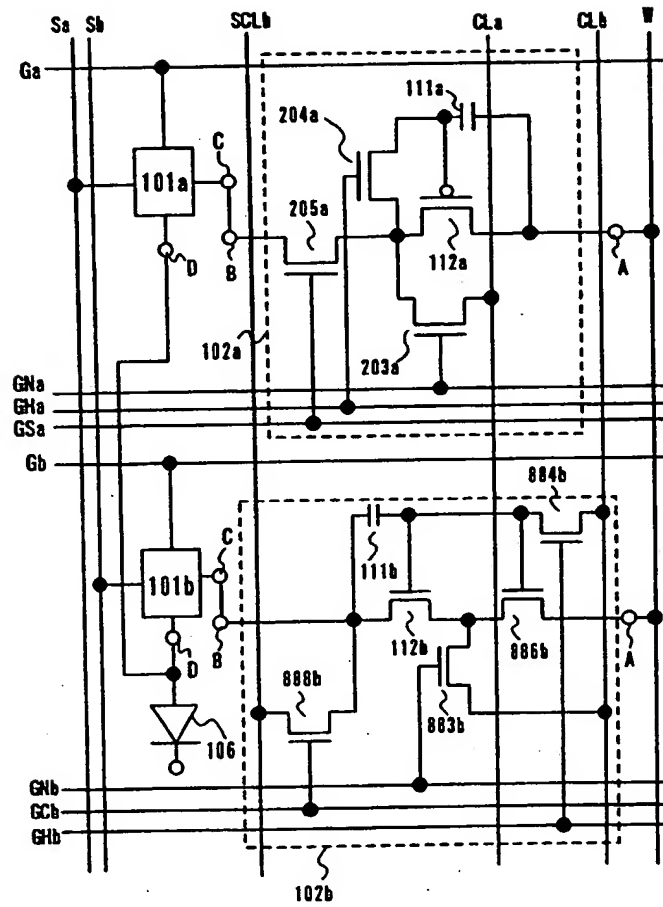 Sa Sb SCLb CLa CLb W
Ga
111a
204a
C
101a
205a
112a
D
B
A
102a
203a
GNa
GHa
GSa
Gb
884b
C
111b
101b
B
112b
886b
A
D
888b
883b
106
GNb
GCb
GHb
102b